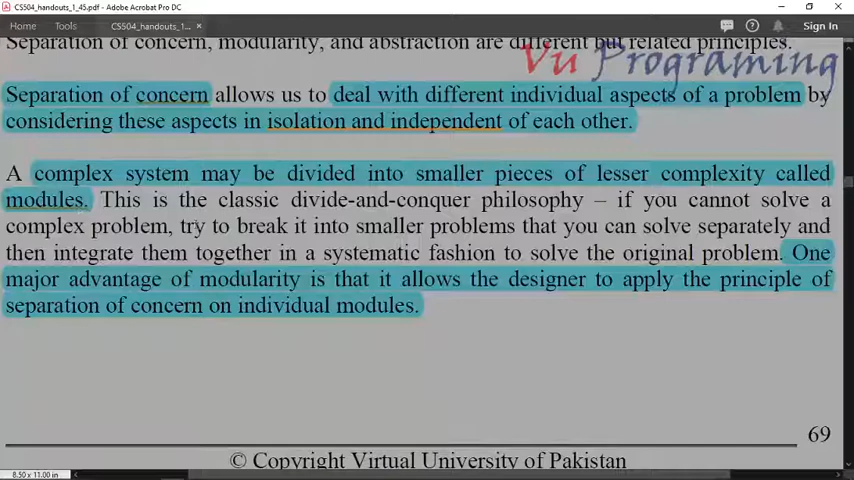 CS504_handouts_1_45.pdf - Adobe Acrobat Pro DC
Home Tools CS504_handouts_1... × Sign In
Separation of concern, modularity, and abstraction are different but related principles.
Vu Programing
Separation of concern allows us to deal with different individual aspects of a problem by
considering these aspects in isolation and independent of each other.
A complex system may be divided into smaller pieces of lesser complexity called
modules. This is the classic divide-and-conquer philosophy – if you cannot solve a
complex problem, try to break it into smaller problems that you can solve separately and
then integrate them together in a systematic fashion to solve the original problem. One
major advantage of modularity is that it allows the designer to apply the principle of
separation of concern on individual modules.
69
© Copyright Virtual University of Pakistan
8.50 x 11.00 in